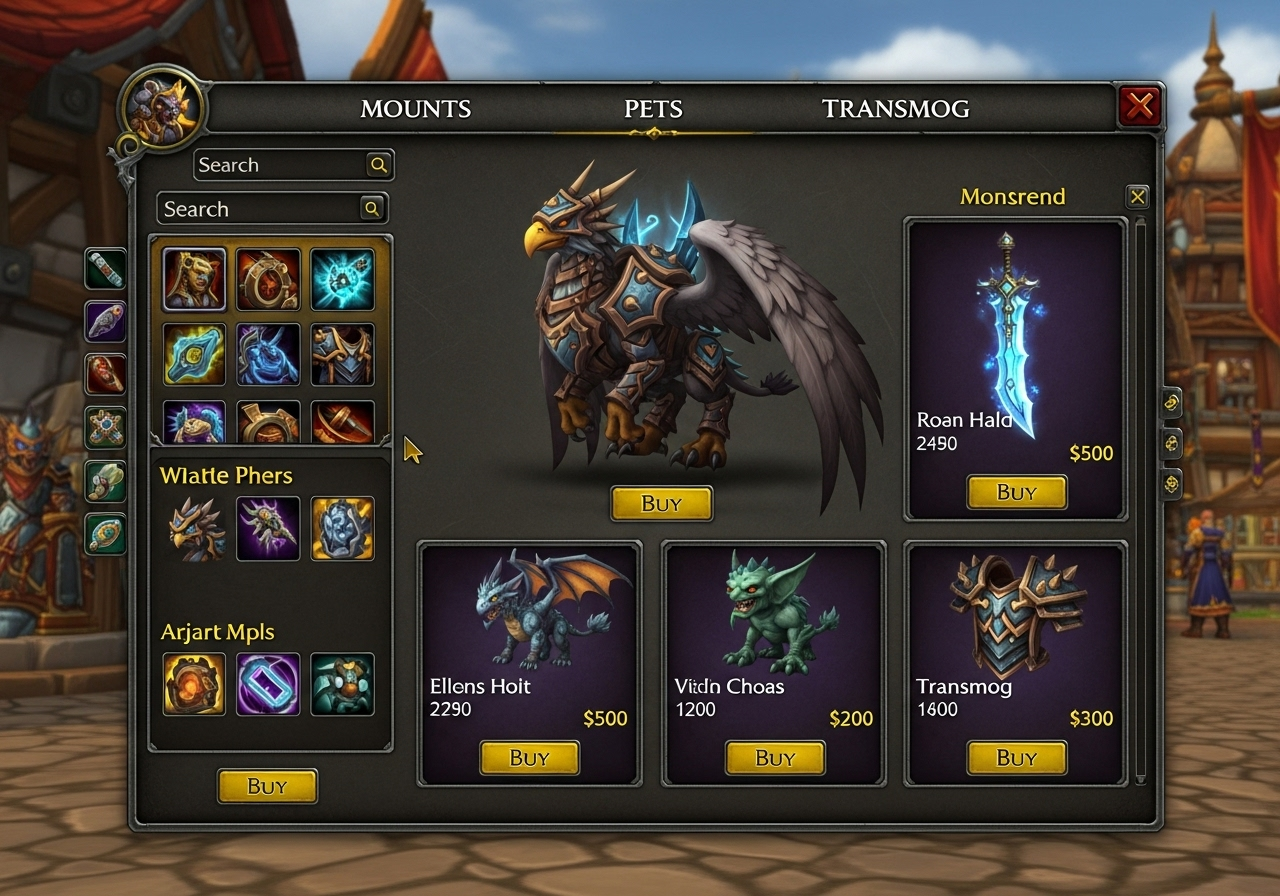 MOUNTS
PETS
TRANSMOG
Search
Search
Wlatte Phers
Arjart Mpls
BUY
BUY
Monsrend
Roan Hald
2450
$500
BUY
Ellens Hoit
2290
$500
BUY
Vitdn Choas
1200
$200
BUY
Transmog
1600
$300
BUY